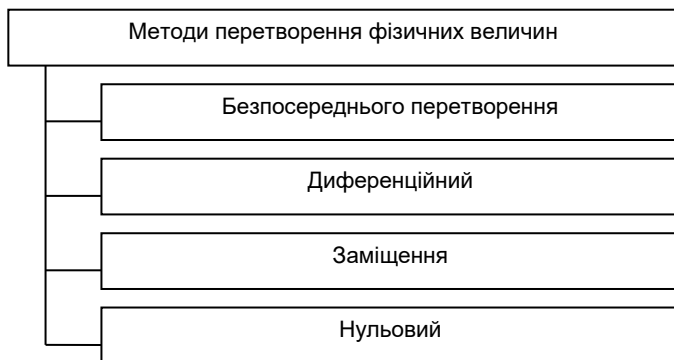 Методи перетворення фізичних величин
Безпосереднього перетворення
Диференційний
Заміщення
Нульовий